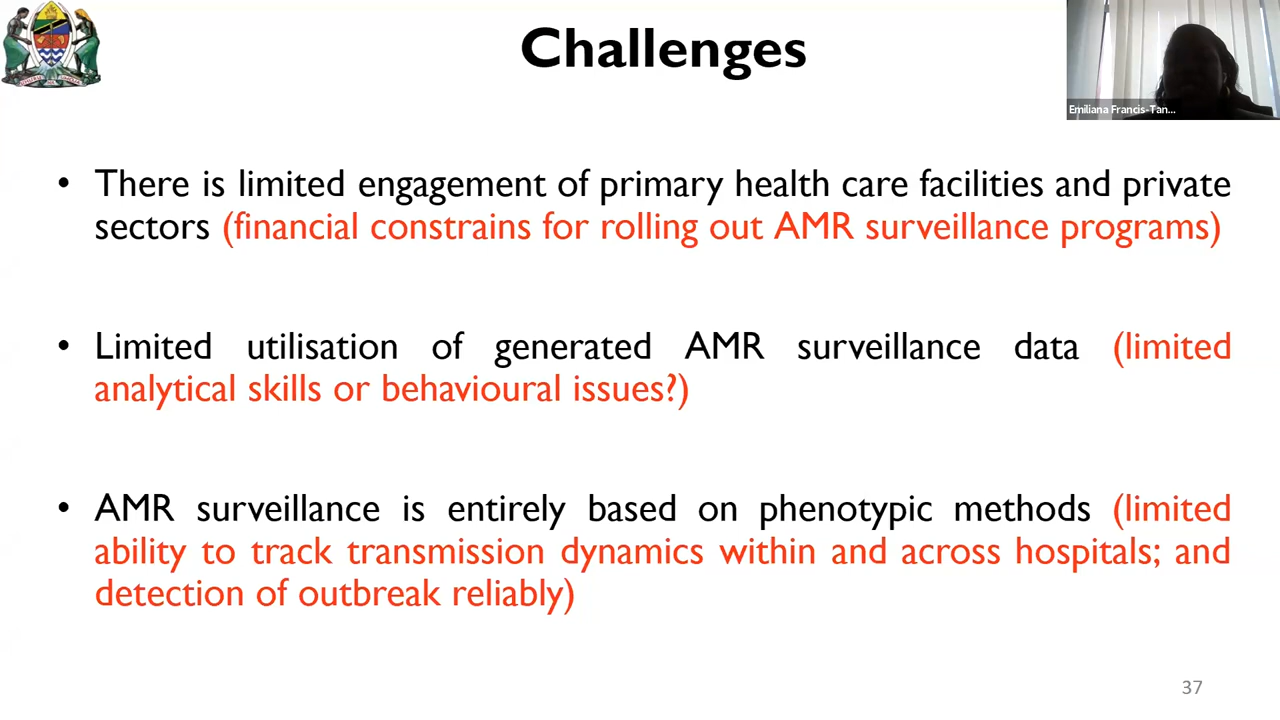 Challenges
Emiliana Francis-Tan...
• There is limited engagement of primary health care facilities and private
sectors (financial constrains for rolling out AMR surveillance programs)
• Limited utilisation of generated AMR surveillance data (limited
analytical skills or behavioural issues?)
• AMR surveillance is entirely based on phenotypic methods (limited
ability to track transmission dynamics within and across hospitals; and
detection of outbreak reliably)
37